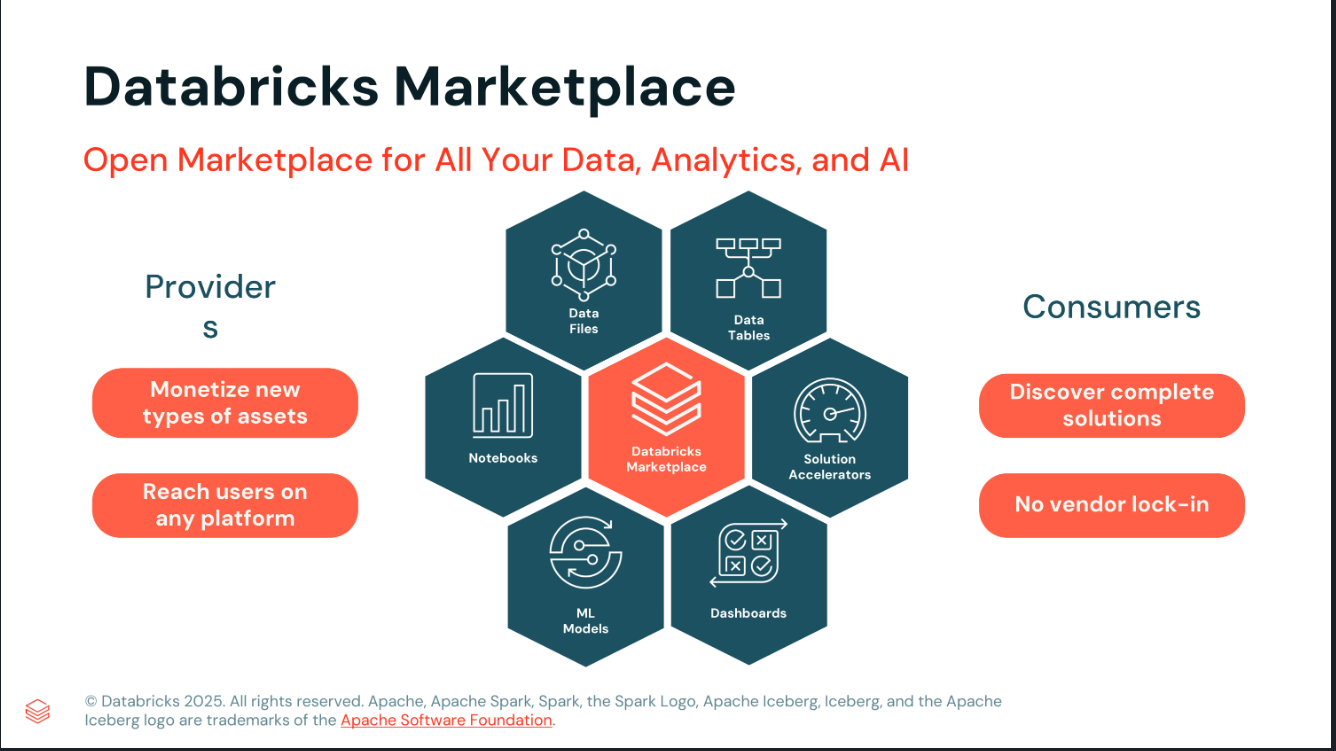 Databricks Marketplace
Open Marketplace for All Your Data, Analytics, and AI
Provider
s
Monetize new
types of assets
Reach users on
any platform
Data
Files
Data
Tables
Notebooks
Databricks
Marketplace
Solution
Accelerators
ML
Models
Dashboards
Consumers
Discover complete
solutions
No vendor lock-in
© Databricks 2025. All rights reserved. Apache, Apache Spark, Spark, the Spark Logo, Apache Iceberg, Iceberg, and the Apache
Iceberg logo are trademarks of the Apache Software Foundation.